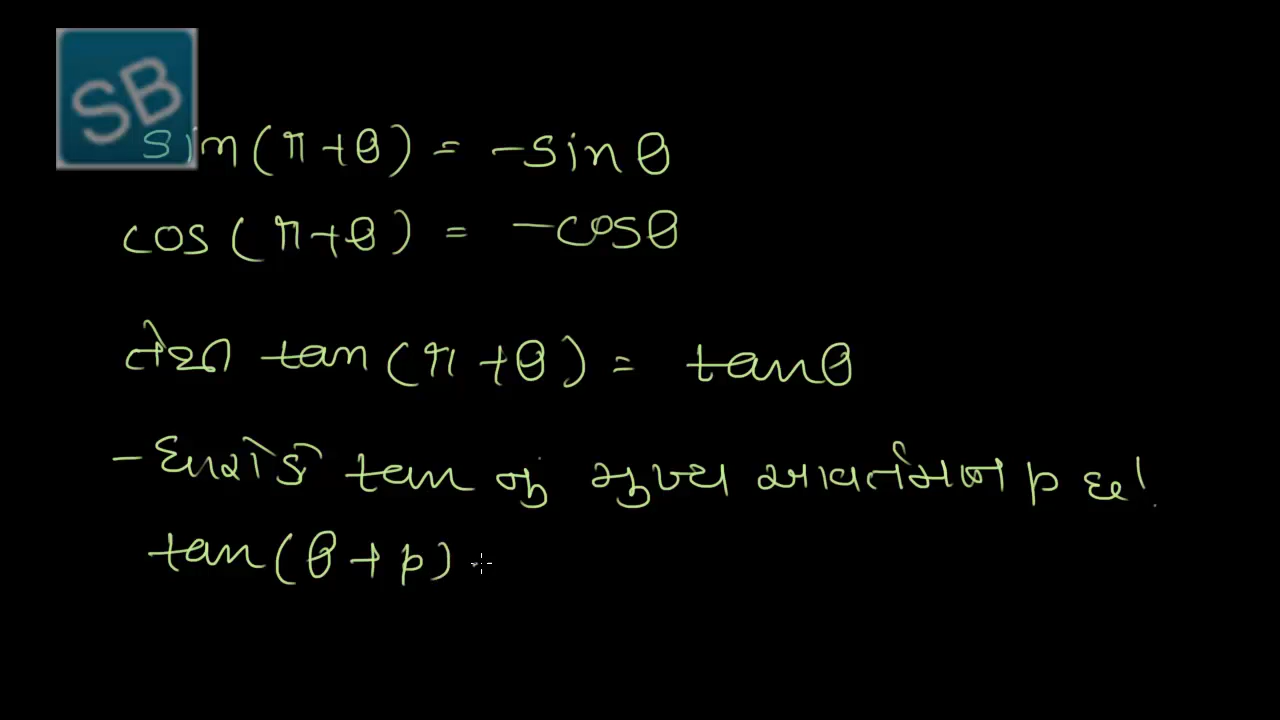 SB
sin(π+θ) = -sinθ
cos(π+θ) = -cosθ
તેથી tan(π+θ) = tanθ
- ધારોકે tan નું મુખ્ય આવર્તમાન p છે.
tan(θ+p)